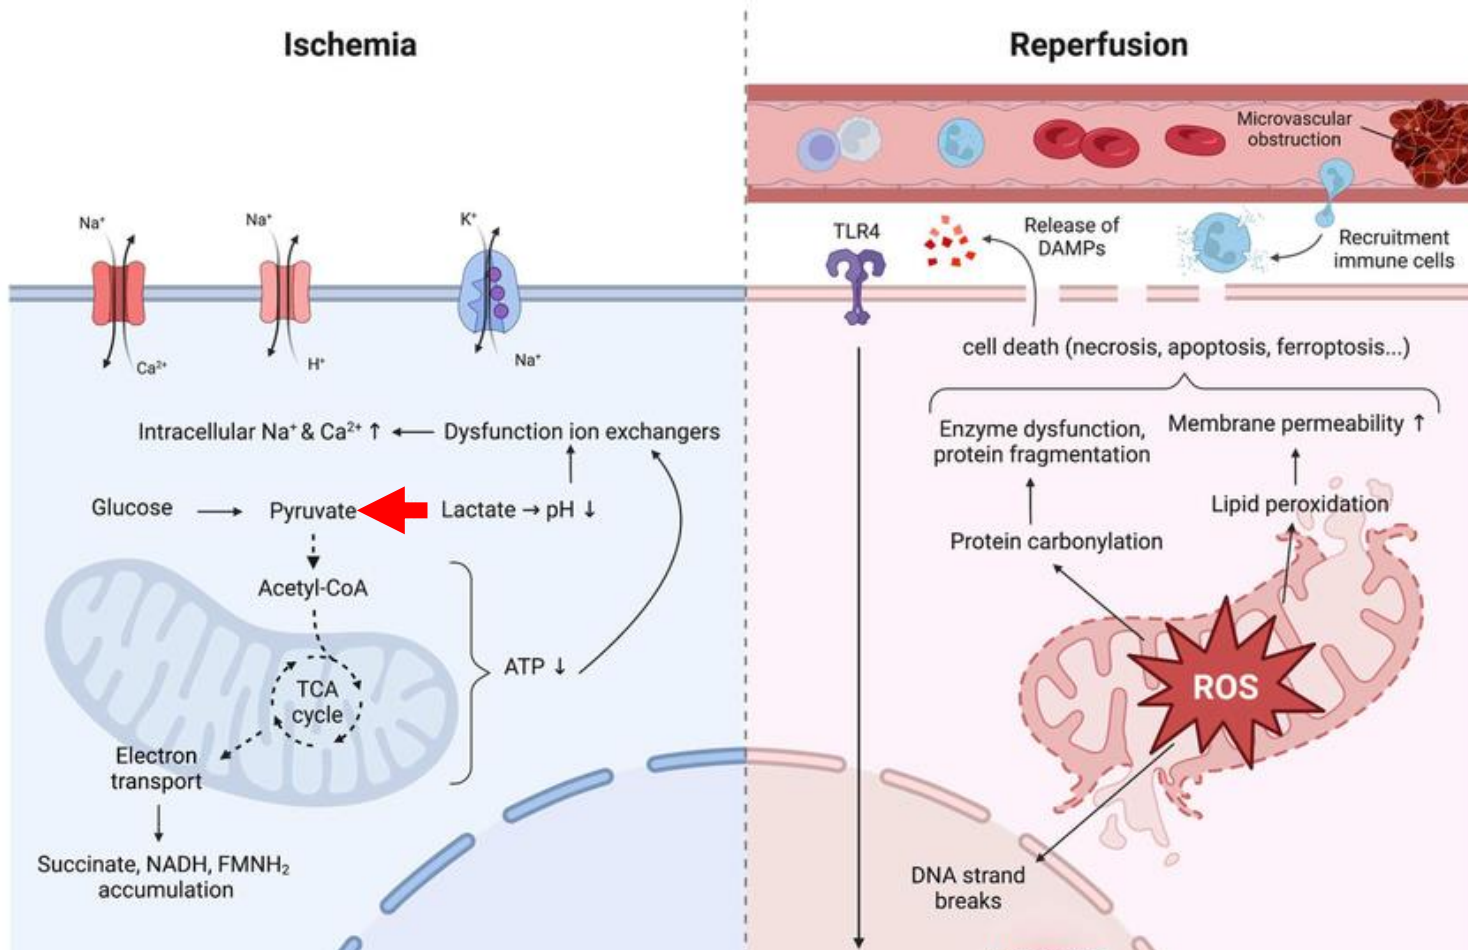 Ischemia
Na⁺
Na⁺
K⁺
Ca²⁺
H⁺
Na⁺
Intracellular Na⁺ & Ca²⁺ ↑ ← Dysfunction ion exchangers
Glucose → Pyruvate ← Lactate → pH ↓
Acetyl-CoA
TCA
cycle
ATP ↓
Electron
transport
Succinate, NADH, FMNH₂
accumulation
Reperfusion
Microvascular
obstruction
TLR4
Release of
DAMPs
Recruitment
immune cells
cell death (necrosis, apoptosis, ferroptosis...)
Enzyme dysfunction,
protein fragmentation
Membrane permeability ↑
Lipid peroxidation
Protein carbonylation
ROS
DNA strand
breaks